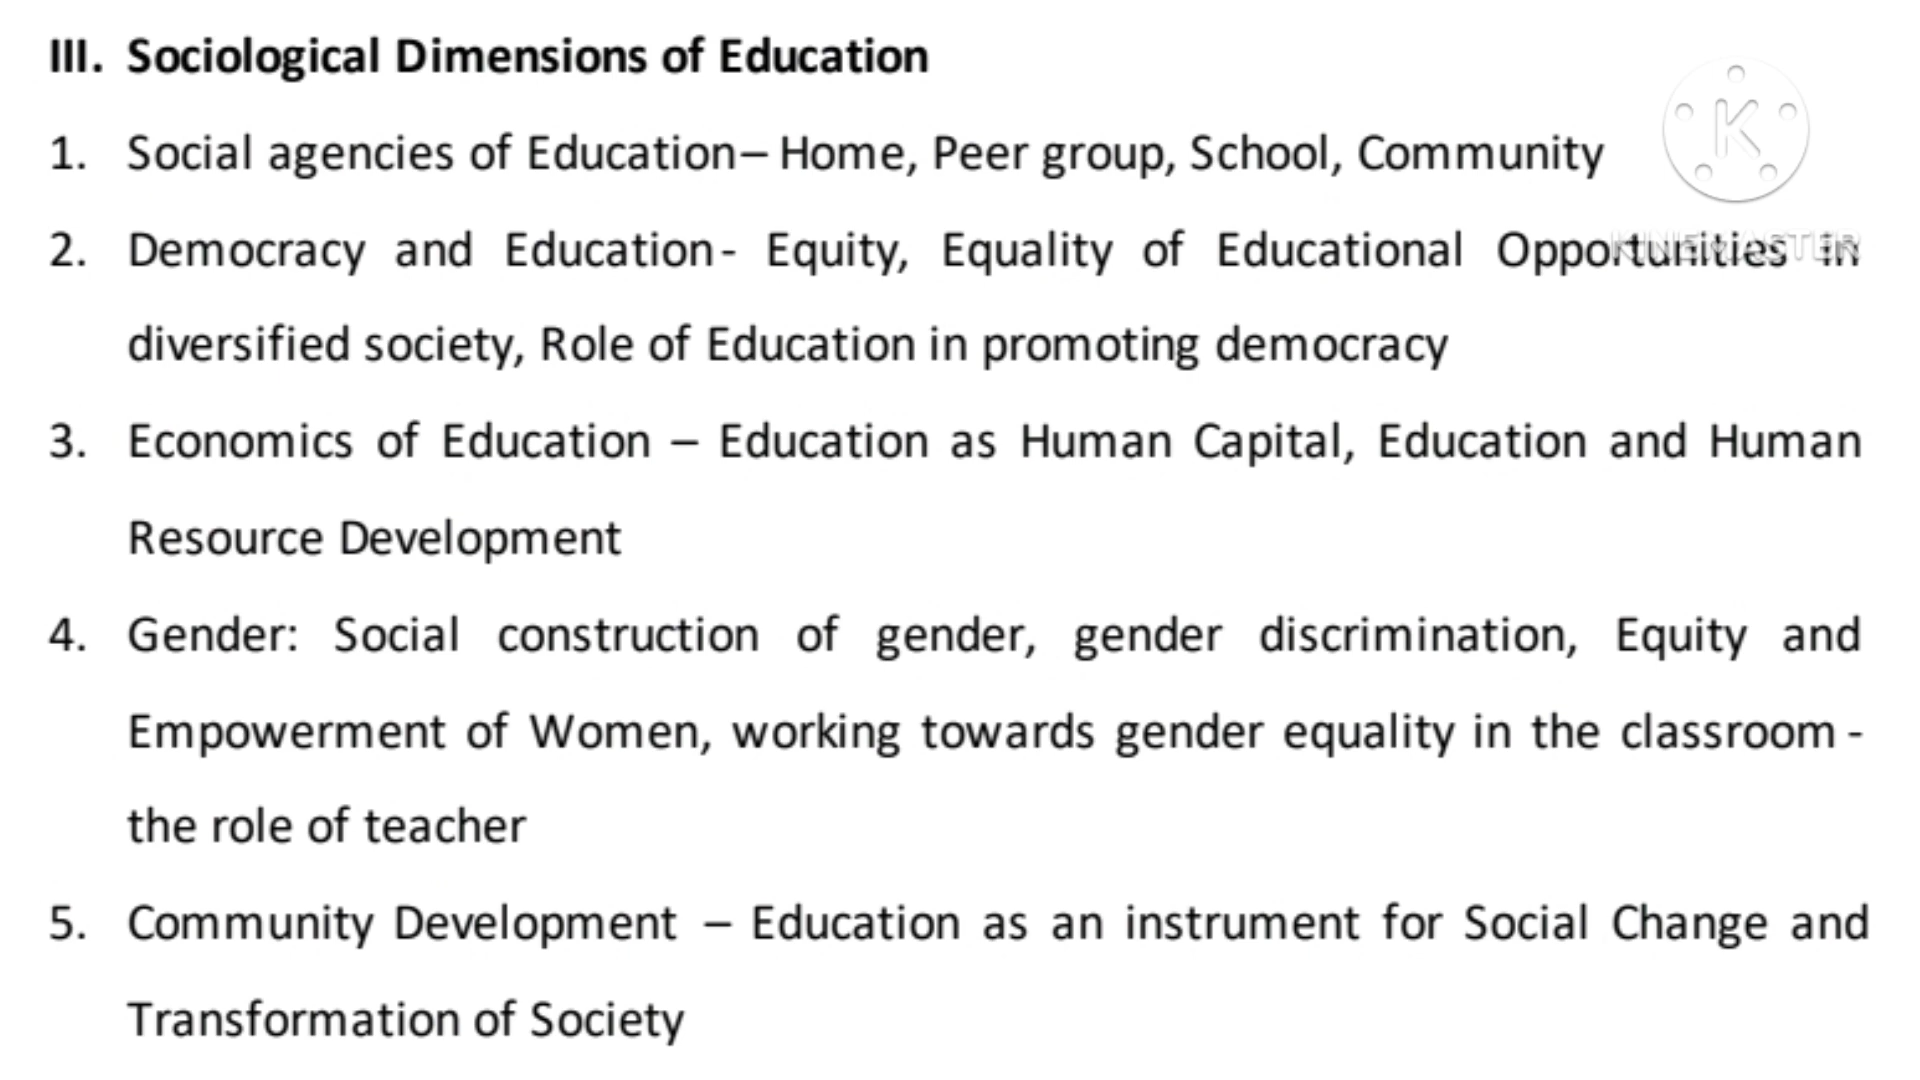 III. Sociological Dimensions of Education
1. Social agencies of Education– Home, Peer group, School, Community
2. Democracy and Education- Equity, Equality of Educational Opportunities in
diversified society, Role of Education in promoting democracy
3. Economics of Education – Education as Human Capital, Education and Human
Resource Development
4. Gender: Social construction of gender, gender discrimination, Equity and
Empowerment of Women, working towards gender equality in the classroom -
the role of teacher
5. Community Development – Education as an instrument for Social Change and
Transformation of Society
K
KINEMASTER